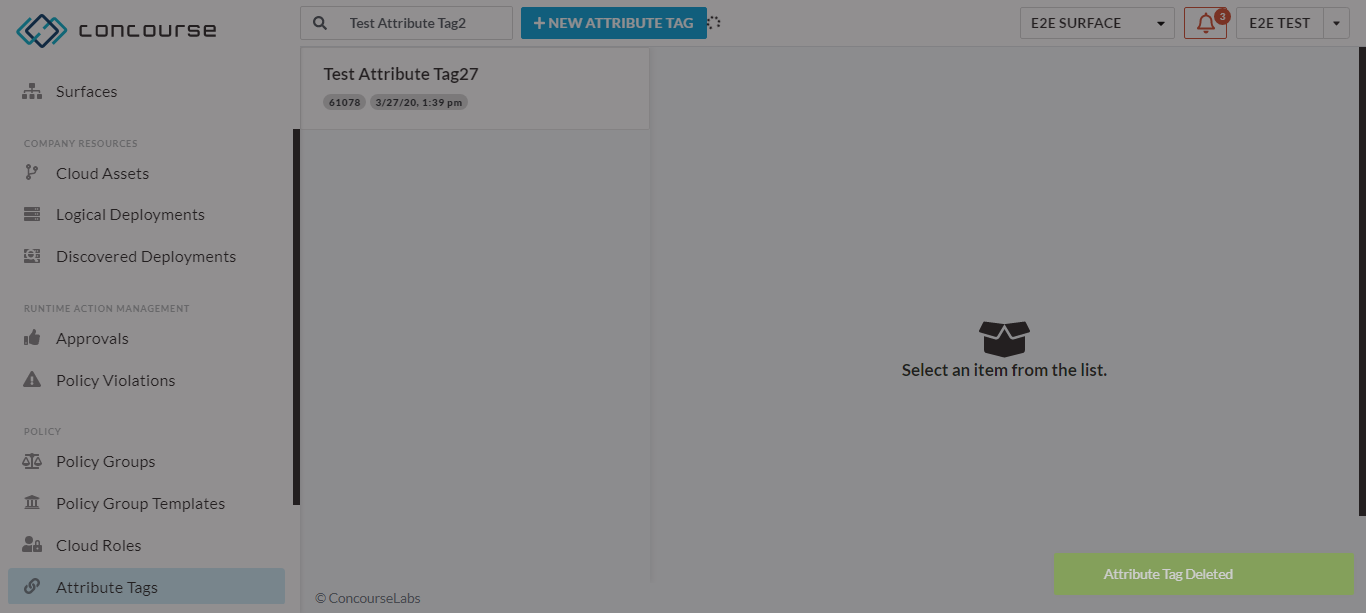 concourse
Test Attribute Tag2
NEW ATTRIBUTE TAG
E2E SURFACE
3
E2E TEST
Surfaces
COMPANY RESOURCES
Cloud Assets
Logical Deployments
Discovered Deployments
RUNTIME ACTION MANAGEMENT
Approvals
Policy Violations
POLICY
Policy Groups
Policy Group Templates
Cloud Roles
Attribute Tags
Test Attribute Tag27
61078 3/27/20, 1:39 pm
Select an item from the list.
Attribute Tag Deleted
© ConcourseLabs